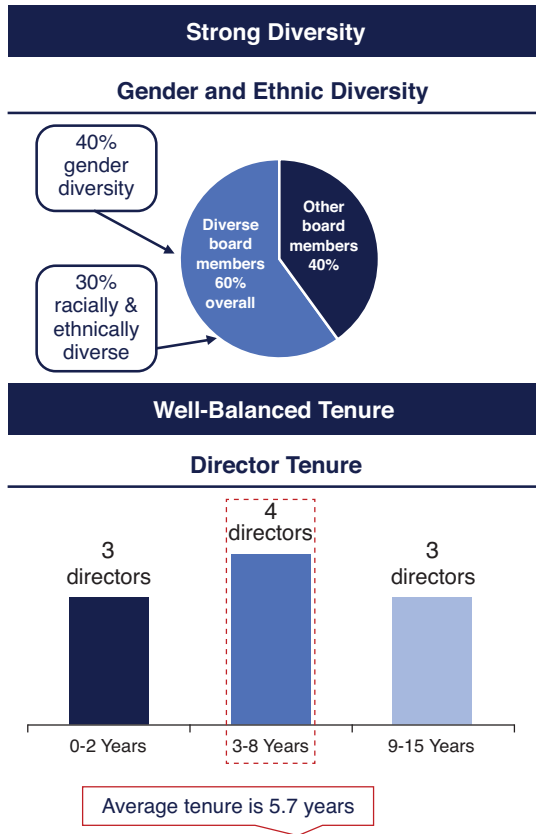 Strong Diversity
Gender and Ethnic Diversity
40%
gender
diversity
30%
racially &
ethnically
diverse
Diverse
board
members
60%
overall
Other
board
members
40%
Well-Balanced Tenure
Director Tenure
3
directors
4
directors
3
directors
0-2 Years
3-8 Years
9-15 Years
Average tenure is 5.7 years